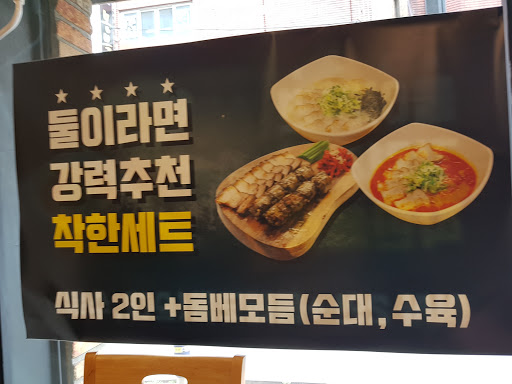 둘이라면
강력추천
착한세트
식사 2인 +돔베모듬(순대,수육)